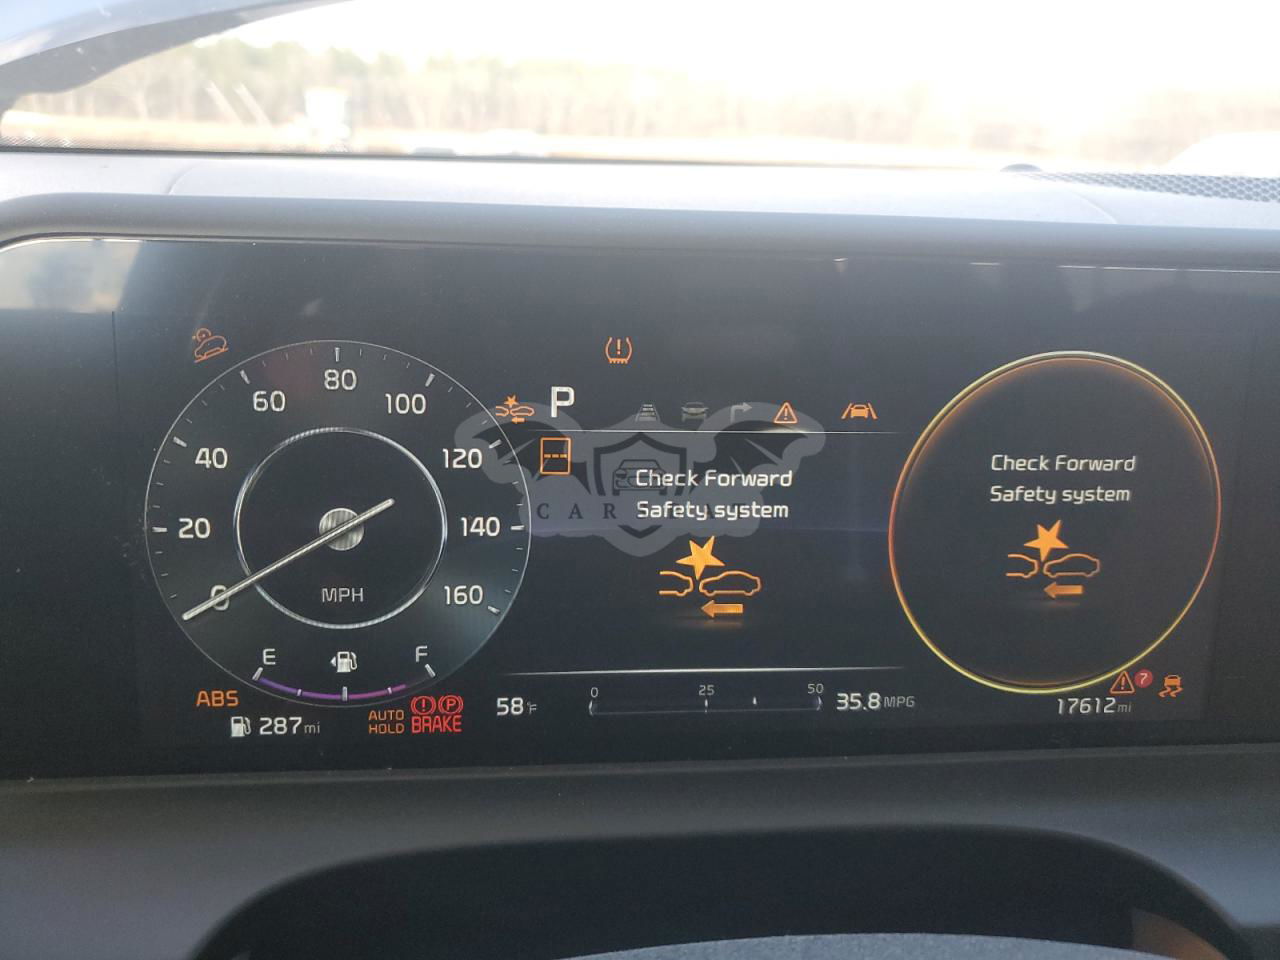 80
60
100
P
40
120
Check Forward
Safety system
Check Forward
Safety system
20
140
0
MPH
160
E
F
ABS
287mi
AUTO
HOLD
P
BRAKE
58°F
0
25
50
35.8MPG
7
17612mi